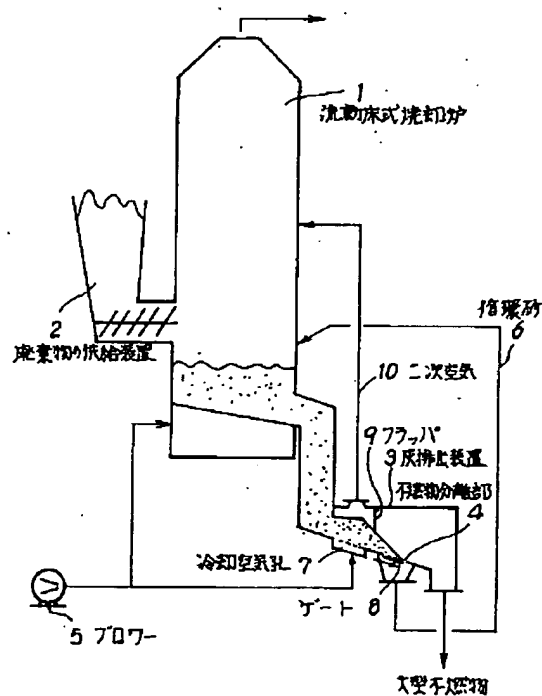 1
流動床式焼却炉
2
廃棄物の供給装置
循環砂
6
10 二次空気
9 フラッパ
3 灰排出装置
不燃物分離部
4
冷却空気孔 7
ゲート 8
5 ブロワー
大型不燃物